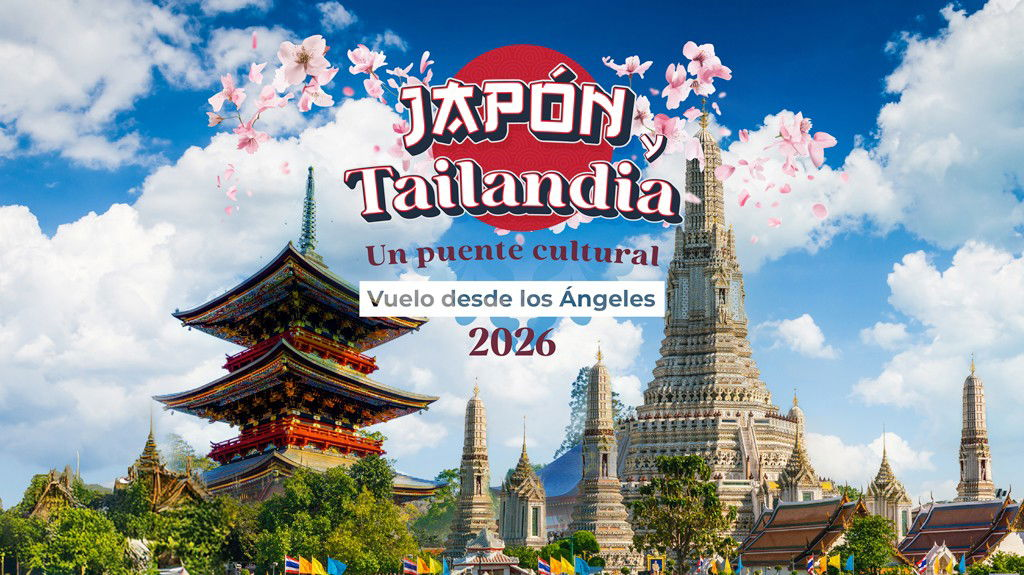 JAPÓN y
Tailandia
Un puente cultural
Vuelo desde los Ángeles
2026